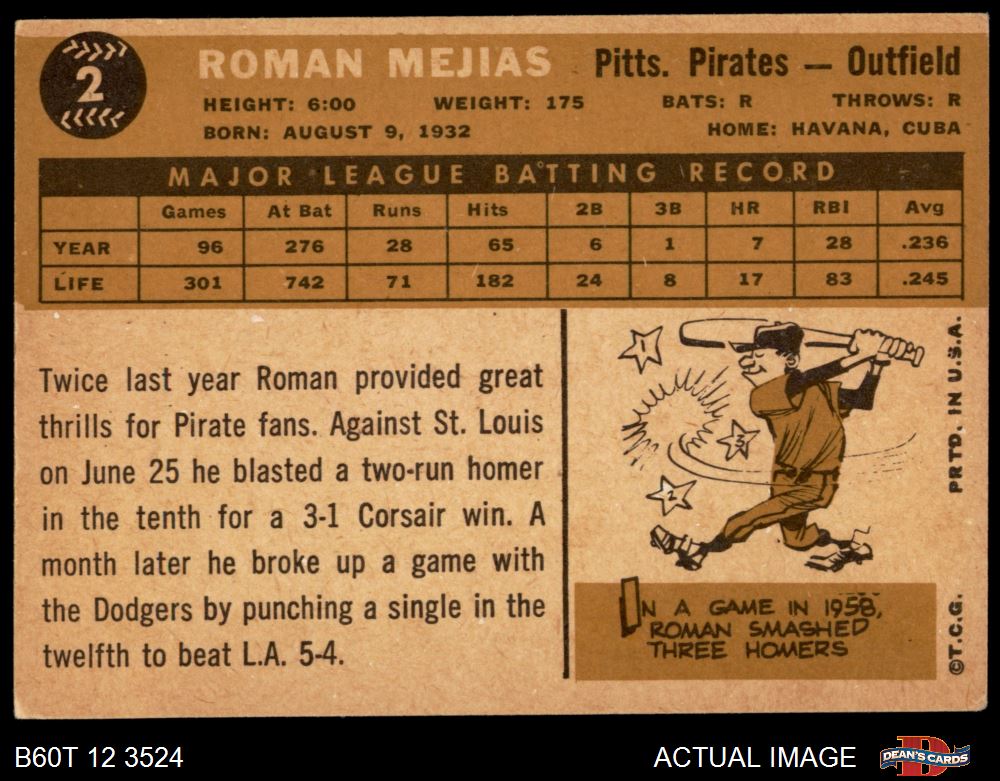 2
ROMAN MEJIAS Pitts. Pirates — Outfield
HEIGHT: 6:00 WEIGHT: 175 BATS: R THROWS: R
BORN: AUGUST 9, 1932 HOME: HAVANA, CUBA
MAJOR LEAGUE BATTING RECORD
Games At Bat Runs Hits 2B 3B HR RBI Avg
YEAR 96 276 28 65 6 1 7 28 .236
LIFE 301 742 71 182 24 8 17 83 .245
Twice last year Roman provided great
thrills for Pirate fans. Against St. Louis
on June 25 he blasted a two-run homer
in the tenth for a 3-1 Corsair win. A
month later he broke up a game with
the Dodgers by punching a single in the
twelfth to beat L.A. 5-4.
1
3
2
IN A GAME IN 1958,
ROMAN SMASHED
THREE HOMERS
©T.C.G. PRTD. IN U.S.A.
B60T 12 3524 ACTUAL IMAGE DEAN'S CARDS